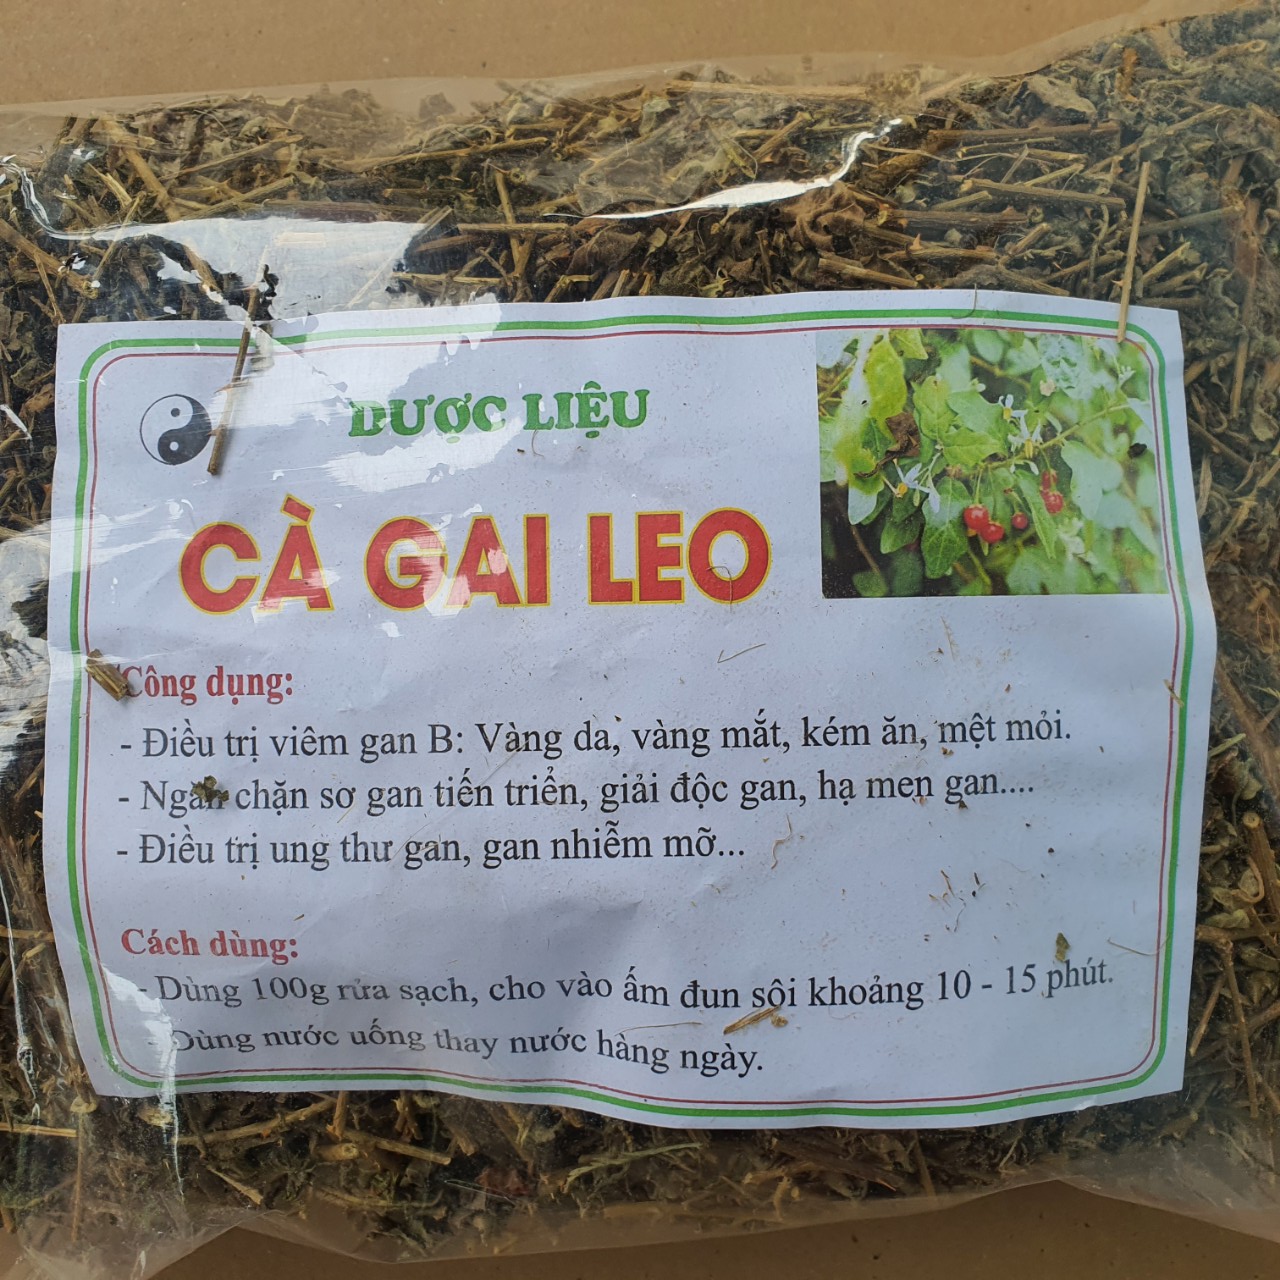 DƯỢC LIỆU
CÀ GAI LEO
Công dụng:
- Điều trị viêm gan B: Vàng da, vàng mắt, kém ăn, mệt mỏi.
- Ngăn chặn sơ gan tiến triển, giải độc gan, hạ men gan....
- Điều trị ung thư gan, gan nhiễm mỡ...
Cách dùng:
- Dùng 100g rửa sạch, cho vào ấm đun sôi khoảng 10 - 15 phút.
- Dùng nước uống thay nước hàng ngày.